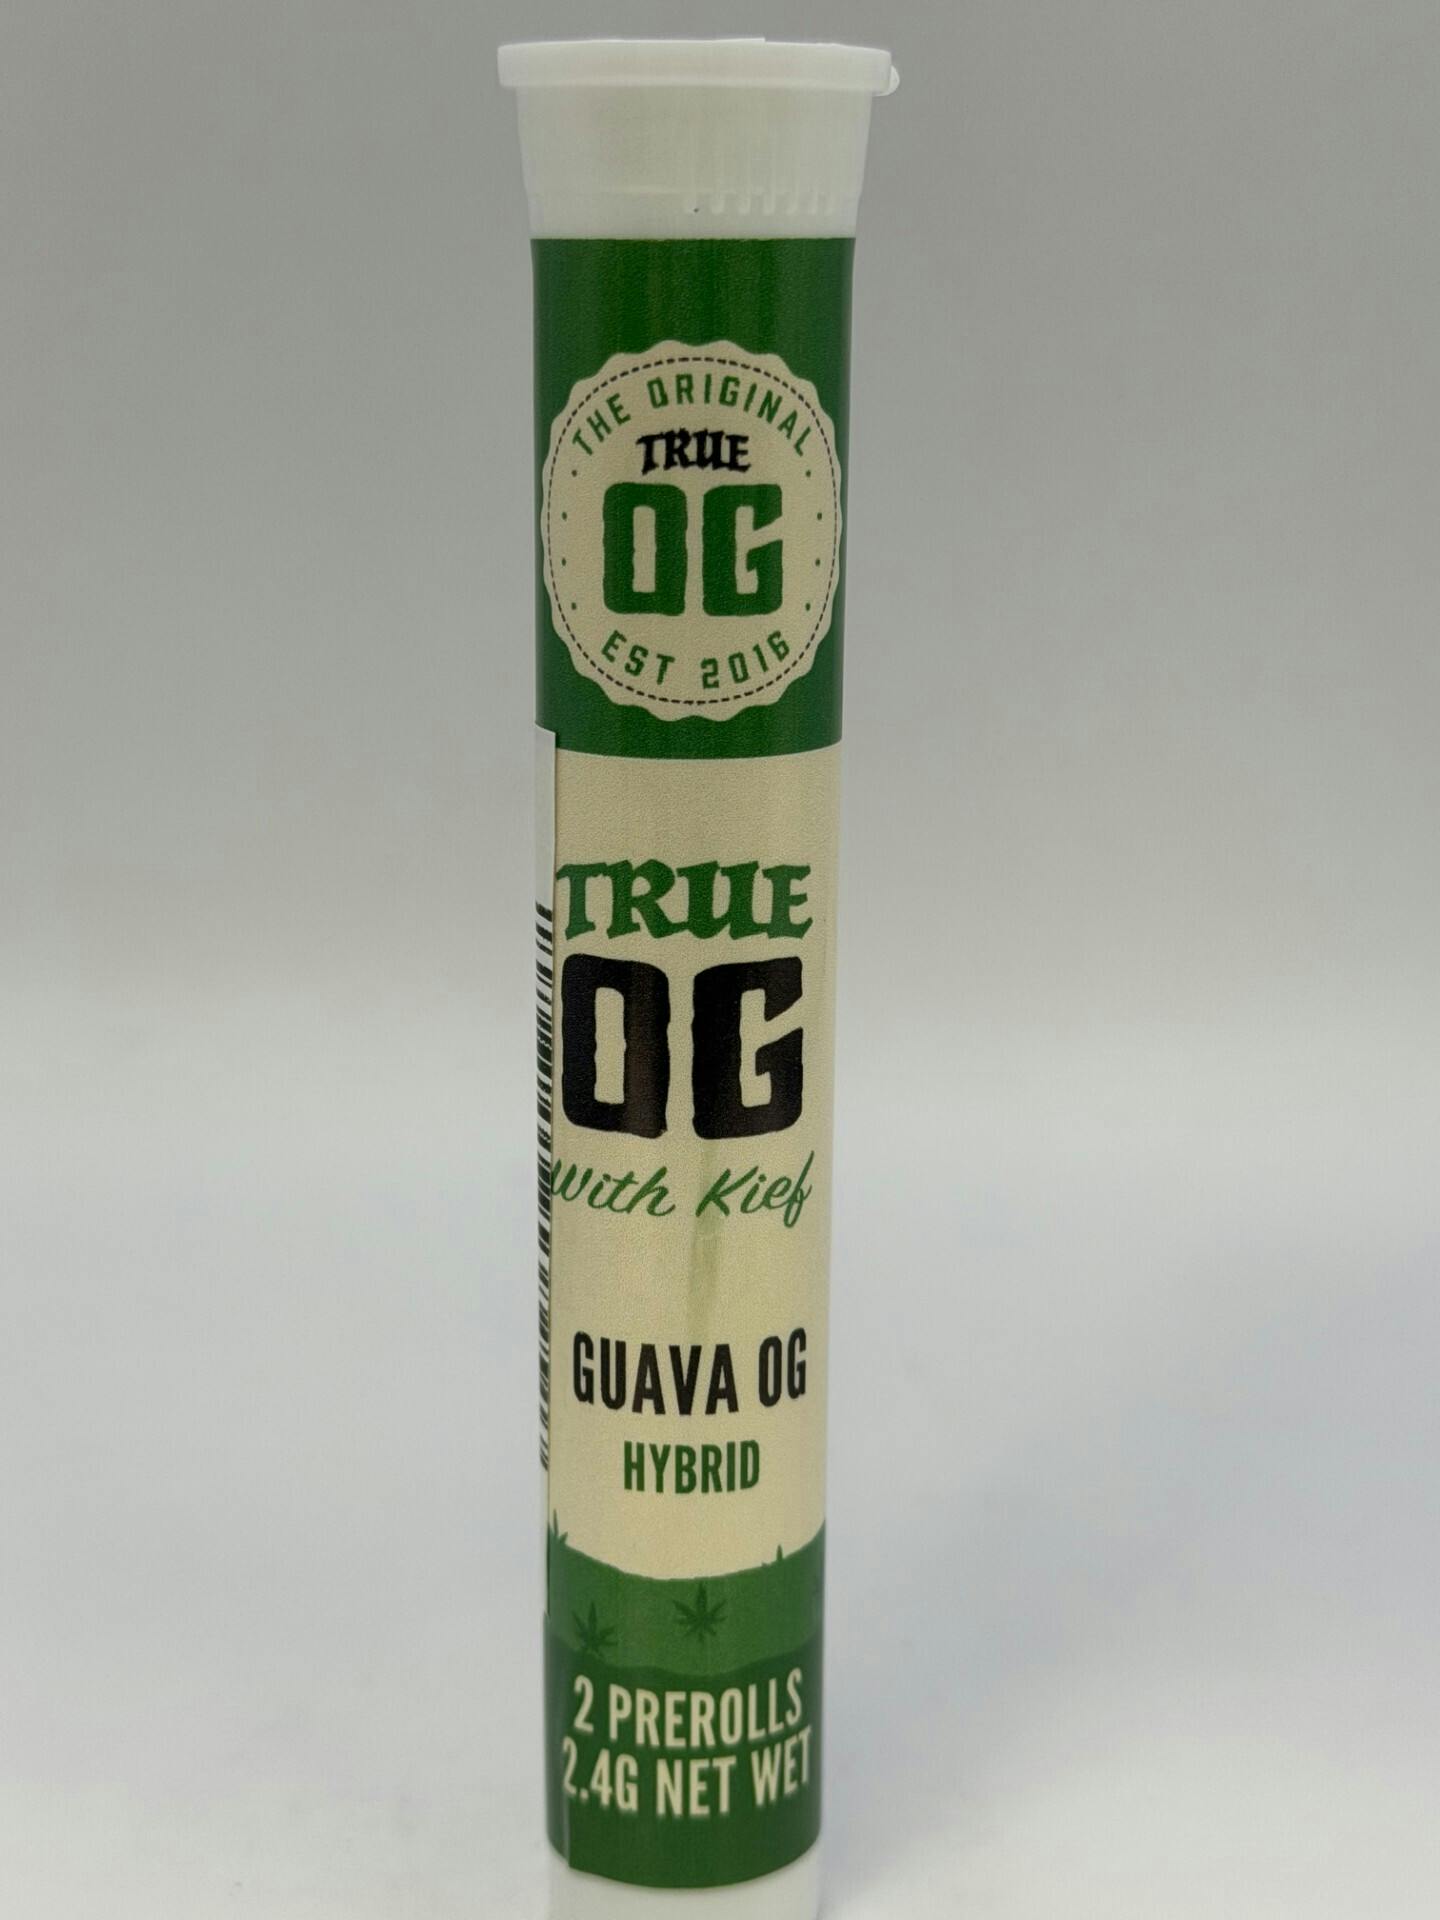 THE ORIGINAL
TRUE
OG
EST 2016
TRUE
OG
with Kief
GUAVA OG
HYBRID
2 PREROLLS
2.4G NET WET